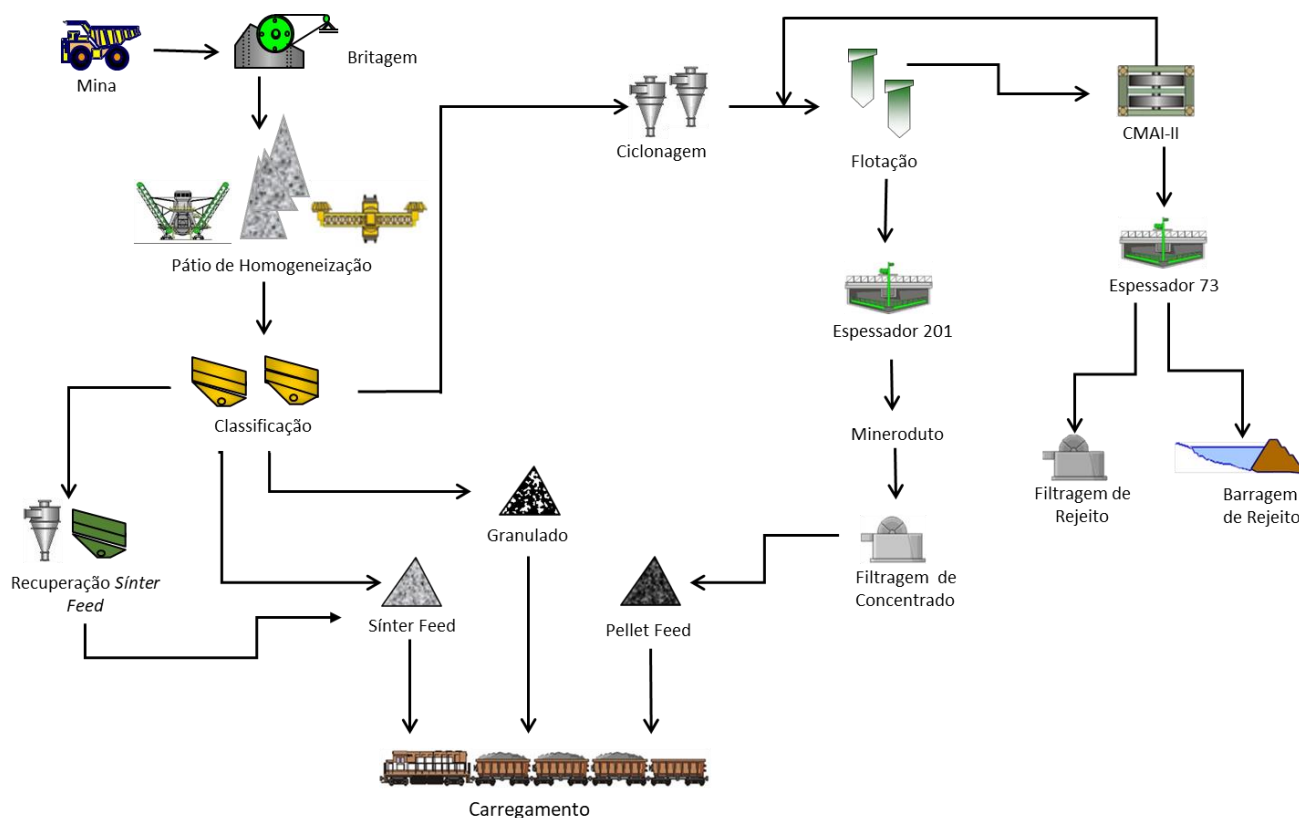 Mina
Britagem
Ciclonagem
Flotação
CMAI-II
Pátio de Homogeneização
Espessador 201
Espessador 73
Classificação
Mineroduto
Filtragem de
Rejeito
Barragem
de Rejeito
Granulado
Recuperação Sínter
Feed
Sínter Feed
Pellet Feed
Filtragem de
Concentrado
Carregamento